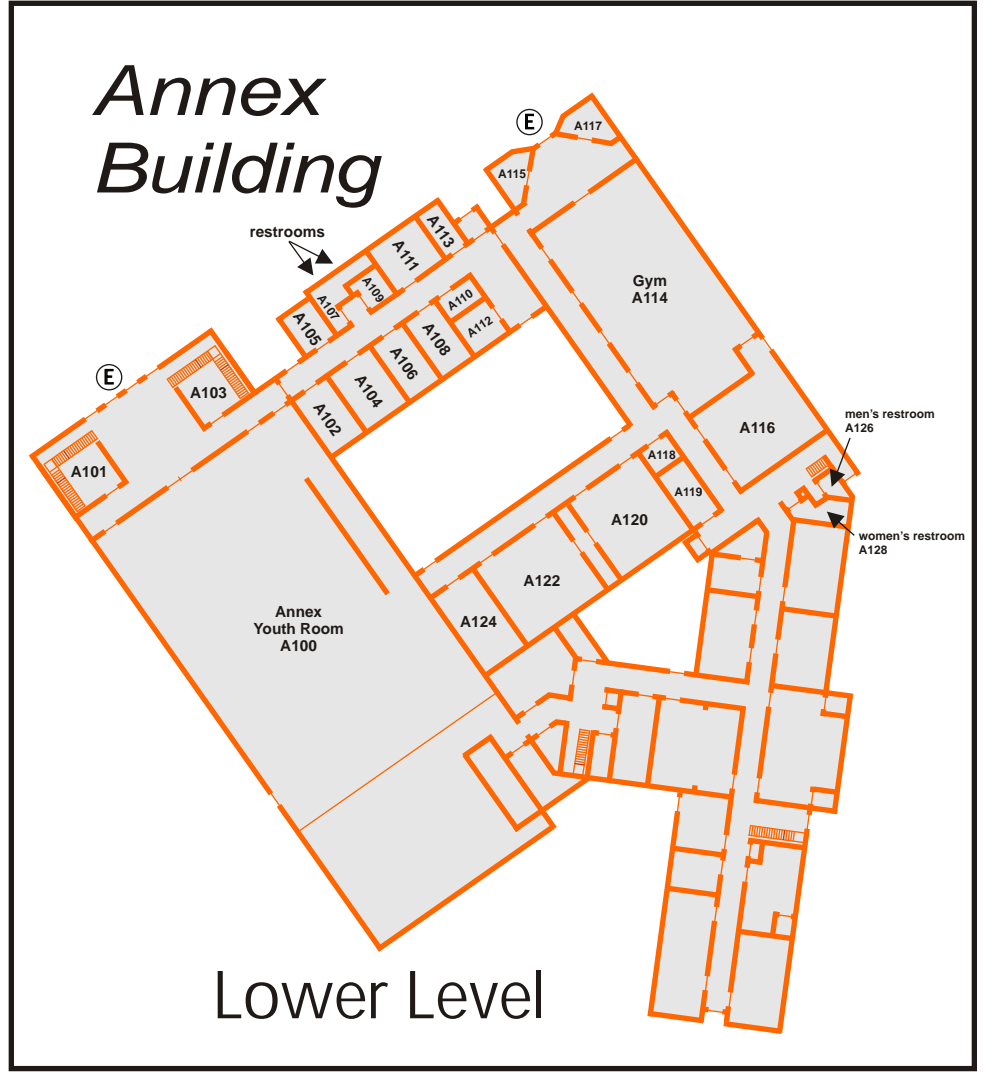 Annex
Building
E
A117
A115
restrooms
A113
A111
A109
A107
A105
Gym
A114
A110
A112
A108
A106
A104
A102
E
A103
A101
men's restroom
A126
A116
A118
A119
A120
women's restroom
A128
A122
A124
Annex
Youth Room
A100
Lower Level